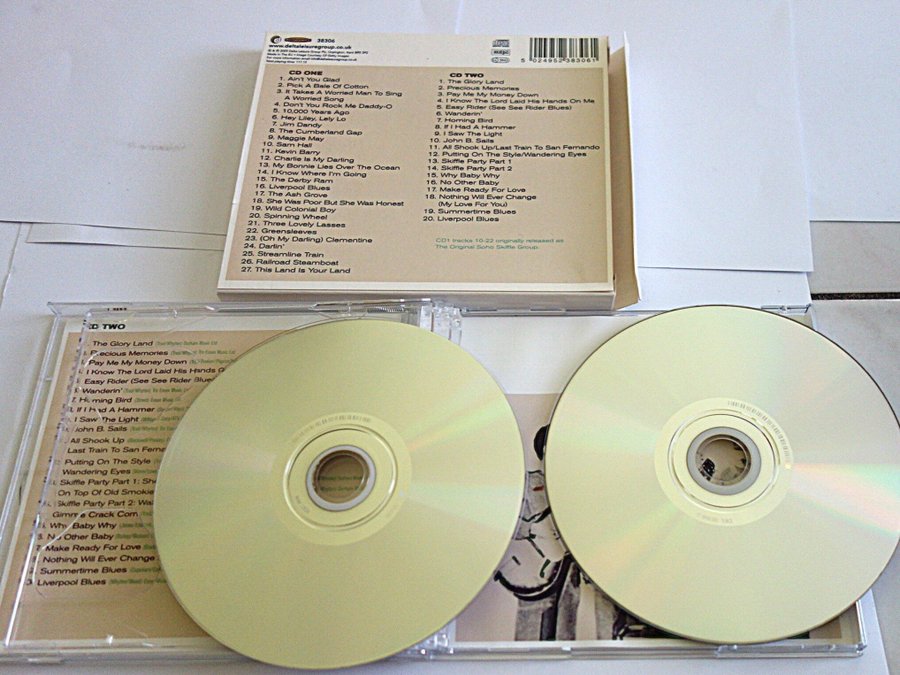 38306
www.deltaleisuregroup.co.uk
5 024952 383061
CD ONE
1. Ain't You Glad
2. Pick A Bale Of Cotton
3. It Takes A Worried Man To Sing
A Worried Song
4. Don't You Rock Me Daddy-O
5. 10,000 Years Ago
6. Hey Liley, Lely Lo
7. Jim Dandy
8. The Cumberland Gap
9. Maggie May
10. Sam Hall
11. Kevin Barry
12. Charlie Is My Darling
13. My Bonnie Lies Over The Ocean
14. I Know Where I'm Going
15. The Derby Ram
16. Liverpool Blues
17. The Ash Grove
18. She Was Poor But She Was Honest
19. Wild Colonial Boy
20. Spinning Wheel
21. Three Lovely Lasses
22. Greensleeves
23. (Oh My Darling) Clementine
24. Darlin'
25. Streamline Train
26. Railroad Steamboat
27. This Land Is Your Land
CD TWO
1. The Glory Land
2. Precious Memories
3. Pay Me My Money Down
4. I Know The Lord Laid His Hands On Me
5. Easy Rider (See See Rider Blues)
6. Wanderin'
7. Horning Bird
8. If I Had A Hammer
9. I Saw The Light
10. John B. Sails
11. All Shook Up/Last Train To San Fernando
12. Putting On The Style/Wandering Eyes
13. Skiffle Party Part 1
14. Skiffle Party Part 2
15. Why Baby Why
16. No Other Baby
17. Make Ready For Love
18. Nothing Will Ever Change
(My Love For You)
19. Summertime Blues
20. Liverpool Blues
CD1 tracks 16-22 originally released as
The Original Soho Skiffle Group.
CD TWO
The Glory Land
Precious Memories
Pay Me My Money Down
I Know The Lord Laid His Hands
Easy Rider (See See Rider Blues)
Wanderin'
7. Horning Bird
If I Had A Hammer
I Saw The Light
John B. Sails
All Shook Up
Last Train To San
Putting On The Style
Wandering Eyes
Skiffle Party Part 1:
On Top Of Old Smokie
Skiffle Party Part 2:
Gimme Crack Corn
Why Baby Why
No Other Baby
7. Make Ready For Love
Nothing Will Ever Change
Summertime Blues
Liverpool Blues